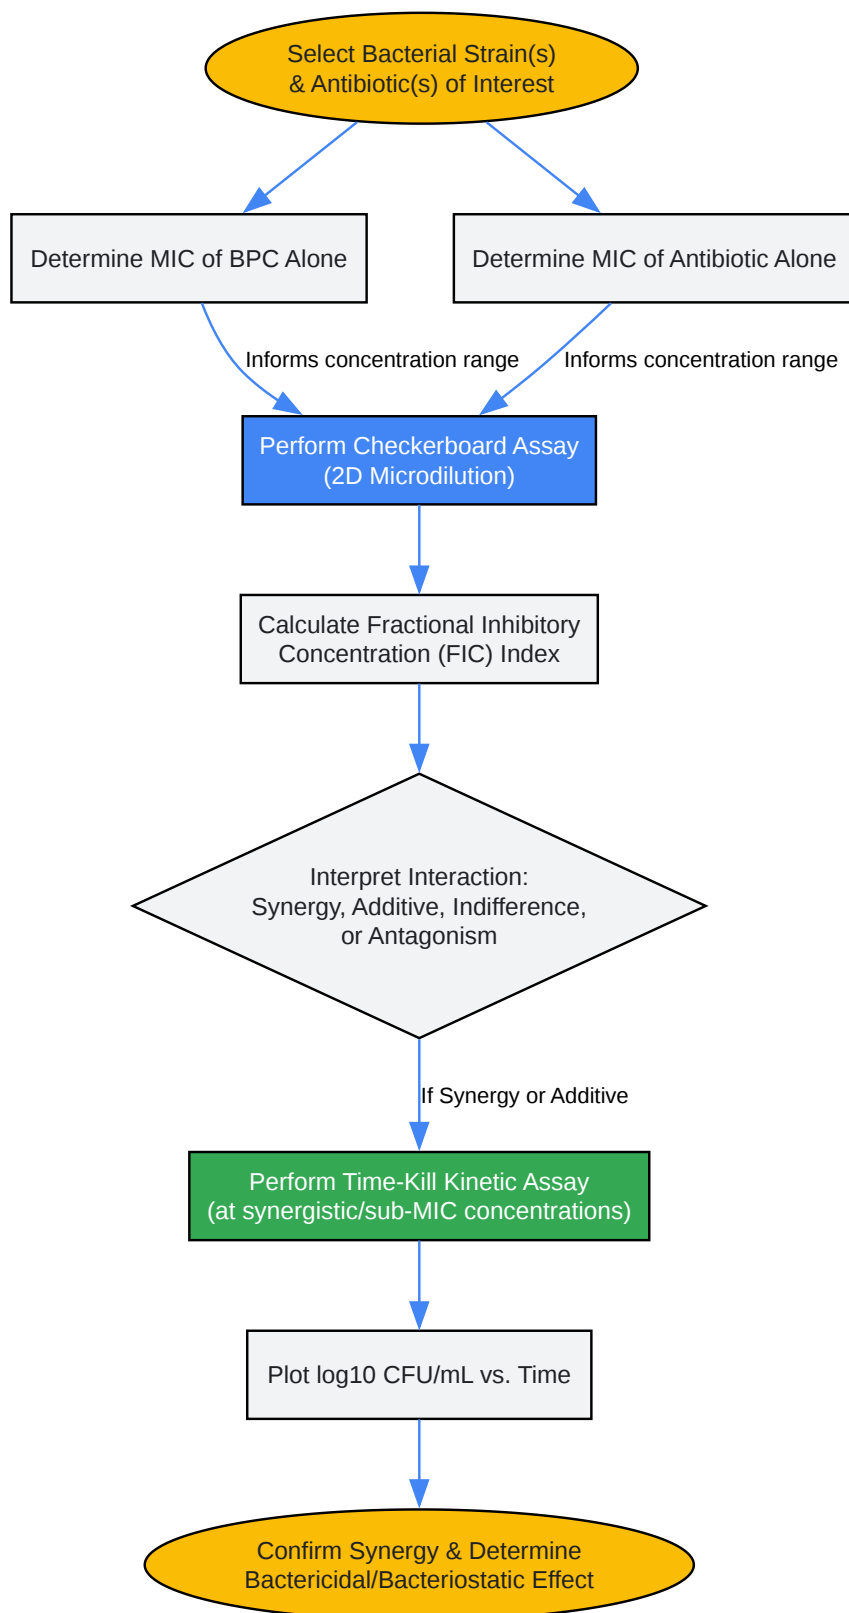 Select Bacterial Strain(s)
& Antibiotic(s) of Interest
Determine MIC of BPC Alone
Determine MIC of Antibiotic Alone
Informs concentration range
Informs concentration range
Perform Checkerboard Assay
(2D Microdilution)
Calculate Fractional Inhibitory
Concentration (FIC) Index
Interpret Interaction:
Synergy, Additive, Indifference,
or Antagonism
If Synergy or Additive
Perform Time-Kill Kinetic Assay
(at synergistic/sub-MIC concentrations)
Plot log10 CFU/mL vs. Time
Confirm Synergy & Determine
Bactericidal/Bacteriostatic Effect